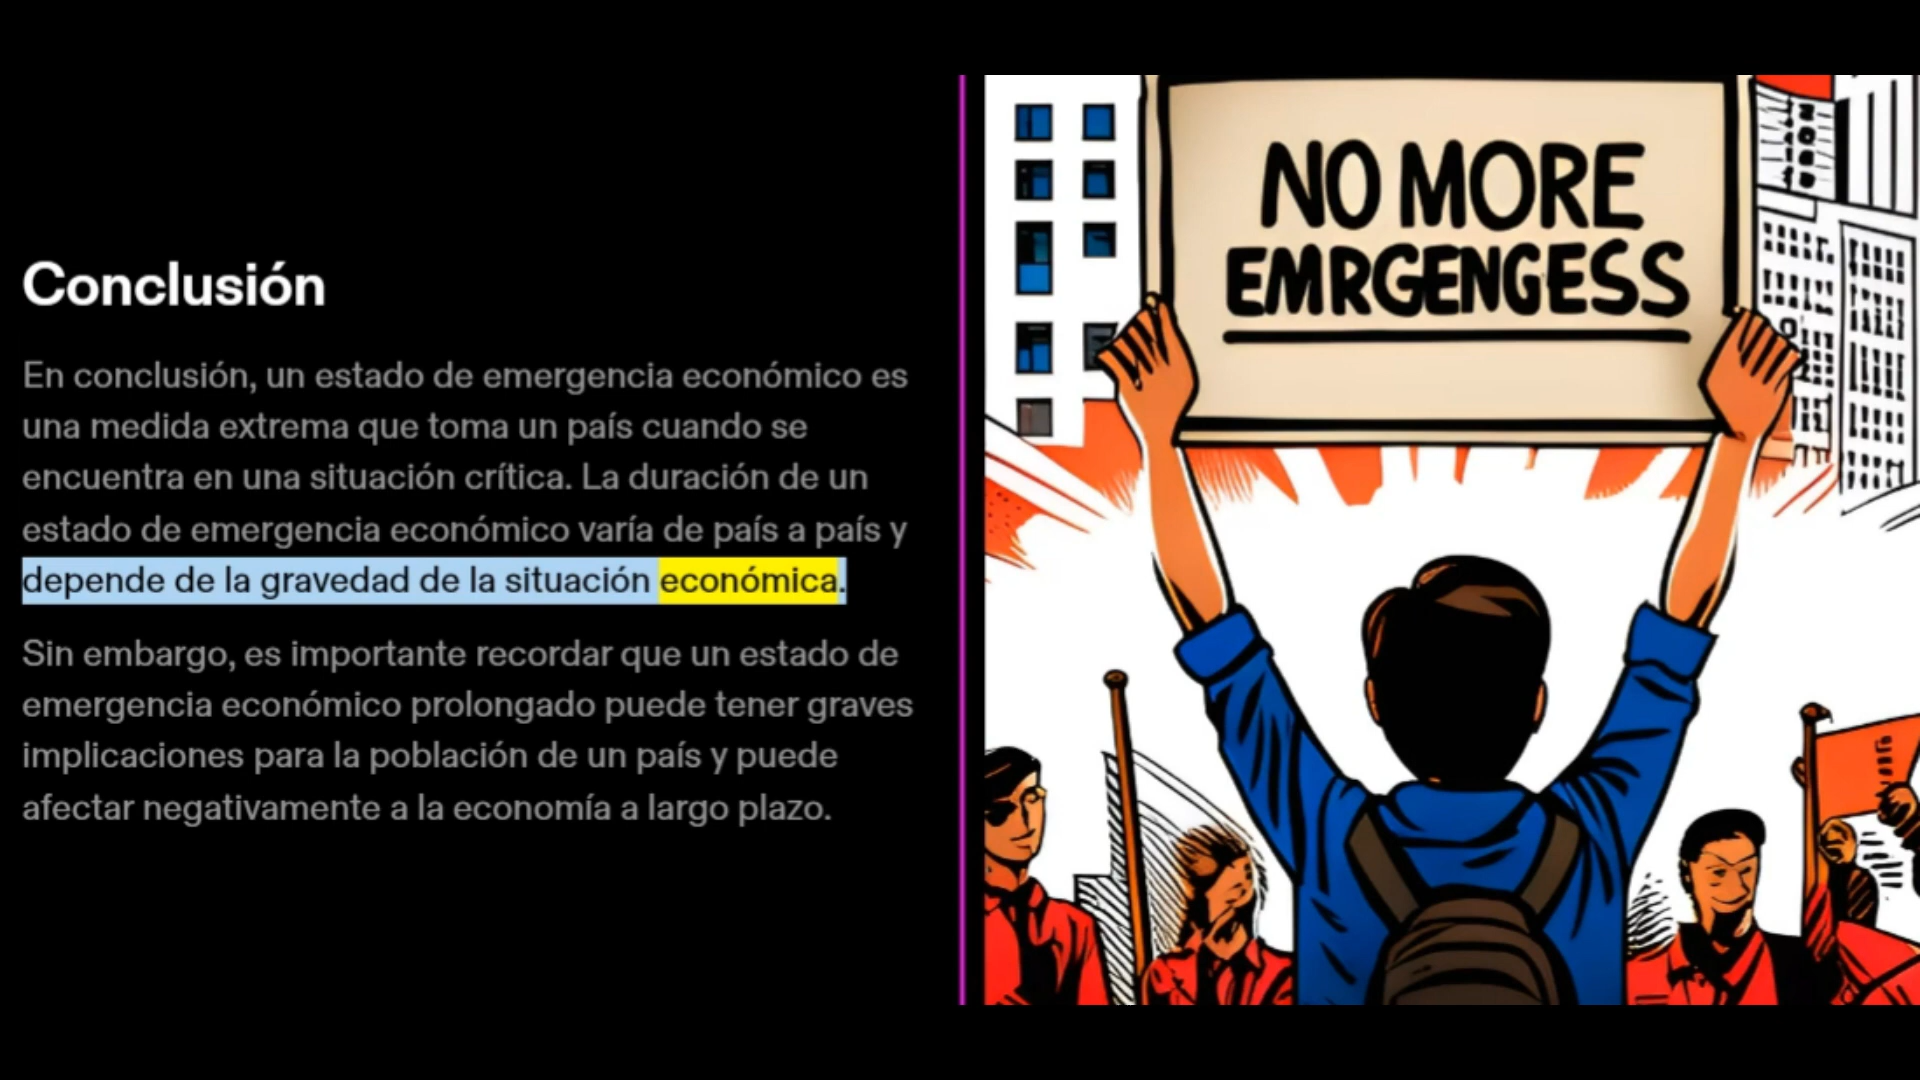 Conclusión
En conclusión, un estado de emergencia económico es
una medida extrema que toma un país cuando se
encuentra en una situación crítica. La duración de un
estado de emergencia económico varía de país a país y
depende de la gravedad de la situación económica.
Sin embargo, es importante recordar que un estado de
emergencia económico prolongado puede tener graves
implicaciones para la población de un país y puede
afectar negativamente a la economía a largo plazo.
NO MORE
EMRGENGESS